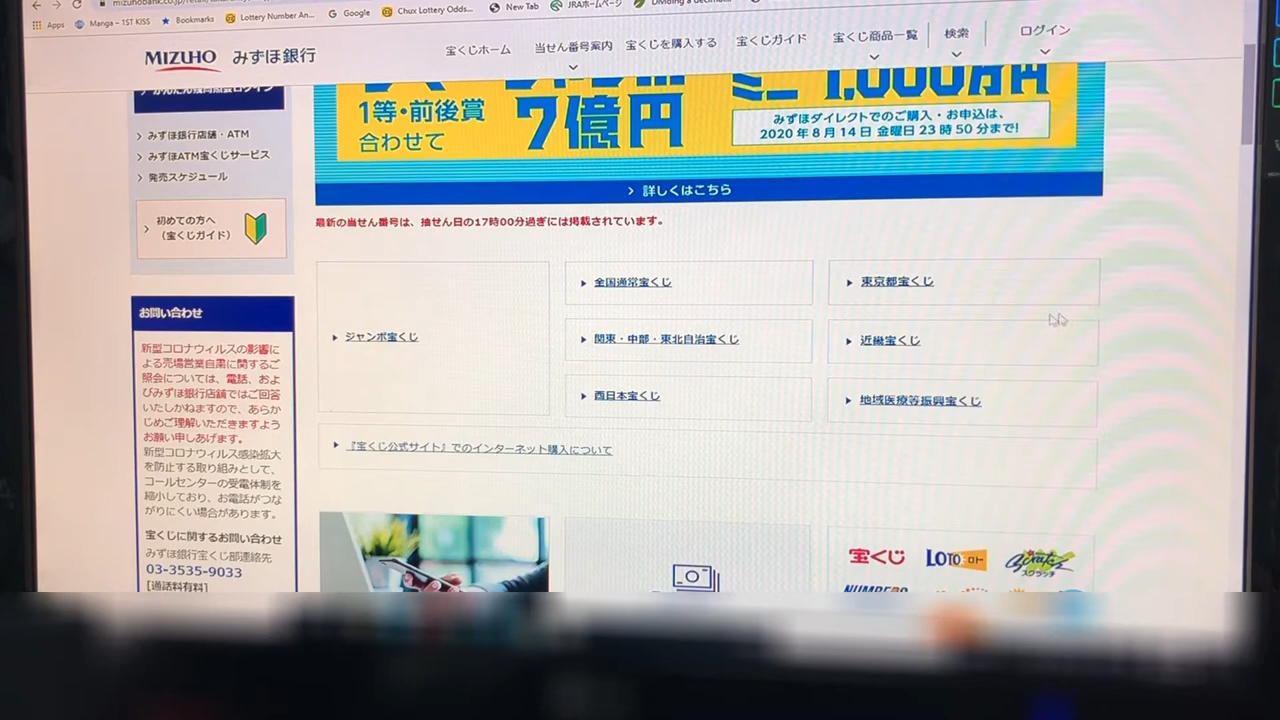 Apps
Manga – 1ST KISS
Bookmarks
Lottery Number An...
Google
Chux Lottery Odds...
New Tab
JRAホームページ
MIZUHO みずほ銀行
宝くじホーム
当せん番号案内
宝くじを購入する
宝くじガイド
宝くじ商品一覧
検索
ログイン
みずほ銀行店舗・ATM
みずほATM宝くじサービス
発売スケジュール
初めての方へ
（宝くじガイド）
1等・前後賞
合わせて
7億円
ミニ 1,000万円
みずほダイレクトでのご購入・お申込は、
2020年8月14日 金曜日23時50分まで!
詳しくはこちら
最新の当せん番号は、抽せん日の17時00分過ぎには掲載されています。
ジャンボ宝くじ
全国通常宝くじ
東京都宝くじ
関東・中部・東北自治宝くじ
近畿宝くじ
西日本宝くじ
地域医療等振興宝くじ
『宝くじ公式サイト』でのインターネット購入について
お問い合わせ
新型コロナウィルスの影響に
よる売場営業自粛に関するご
照会については、電話、およ
びみずほ銀行店舗ではご回答
いたしかねますので、あらか
じめご理解いただきますよう
お願い申しあげます。
新型コロナウィルス感染拡大
を防止する取り組みとして、
コールセンターの受電体制を
縮小しており、お電話がつな
がりにくい場合があります。
宝くじに関するお問い合わせ
みずほ銀行宝くじ部連絡先
03-3535-9033
[通話料有料]
宝くじ
LOTO ロト
Scratch
スクラッチ
NUMBERS